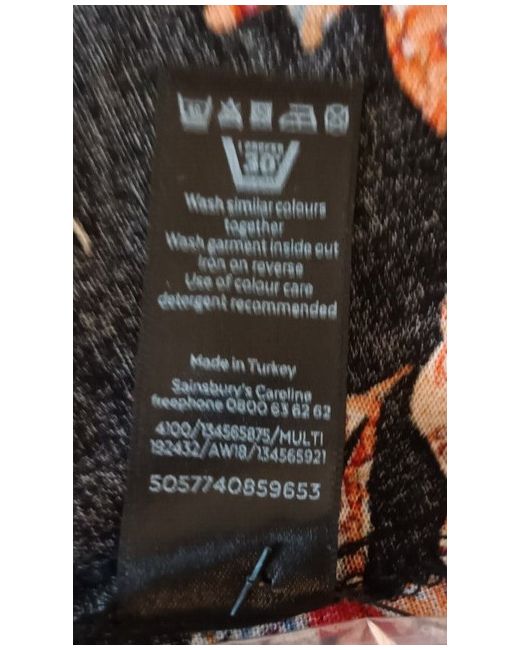 30°
Wash similar colours
together
Wash garment inside out
Iron on reverse
Use of colour care
detergent recommended
Made in Turkey
Sainsbury's Careline
freephone 0800 63 62 62
4100/134565875/MULTI
192432/AW18/134565921
5057740859653